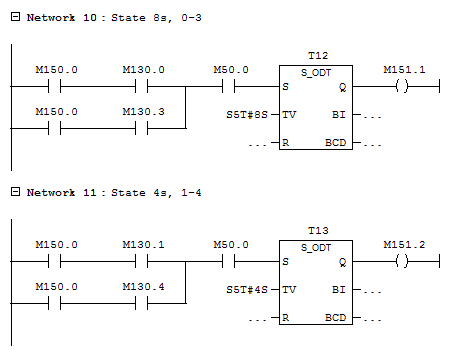 Network 10 : State 8s, 0-3
T12
M150.0 M130.0 M50.0 S_ODT M151.1
S Q
M150.0 M130.3 S5T#8S TV BI ...
... R BCD ...
Network 11 : State 4s, 1-4
T13
M150.0 M130.1 M50.0 S_ODT M151.2
S Q
M150.0 M130.4 S5T#4S TV BI ...
... R BCD ...